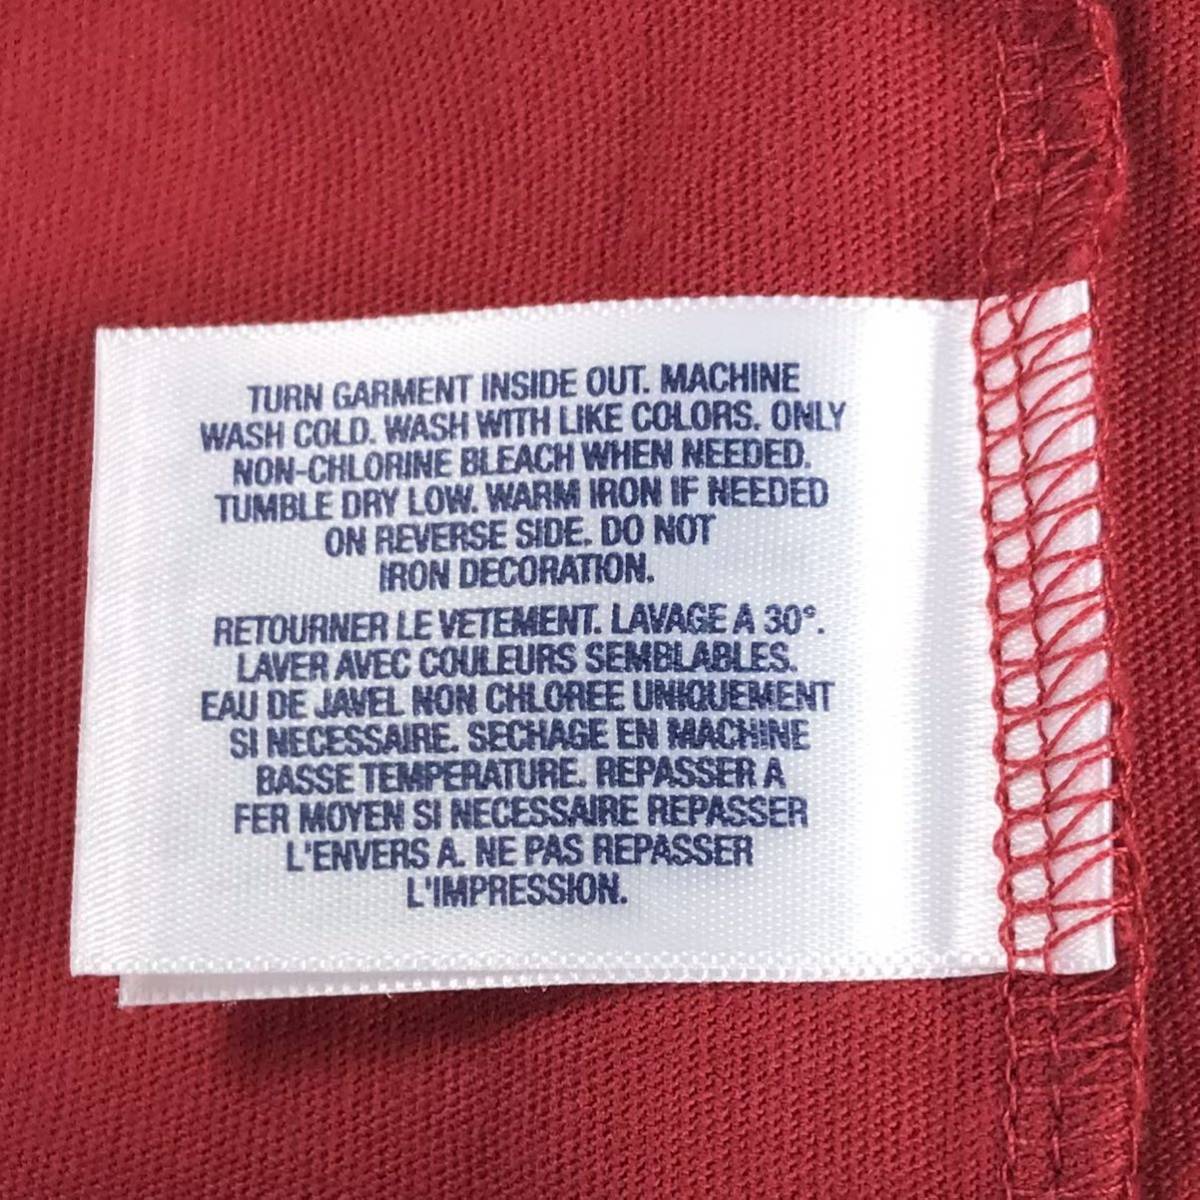 TURN GARMENT INSIDE OUT. MACHINE
WASH COLD. WASH WITH LIKE COLORS. ONLY
NON-CHLORINE BLEACH WHEN NEEDED.
TUMBLE DRY LOW. WARM IRON IF NEEDED
ON REVERSE SIDE. DO NOT
IRON DECORATION.
RETOURNER LE VETEMENT. LAVAGE A 30°.
LAVER AVEC COULEURS SEMBLABLES.
EAU DE JAVEL NON CHLOREE UNIQUEMENT
SI NECESSAIRE. SECHAGE EN MACHINE
BASSE TEMPERATURE. REPASSER A
FER MOYEN SI NECESSAIRE REPASSER
L'ENVERS A. NE PAS REPASSER
L'IMPRESSION.